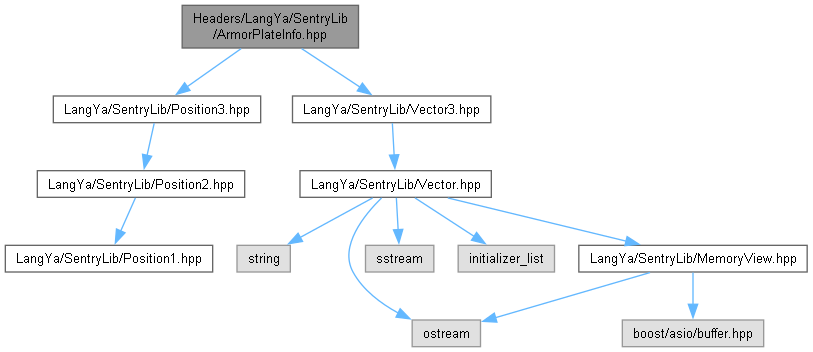 Headers/LangYa/SentryLib
/ArmorPlateInfo.hpp
LangYa/SentryLib/Position3.hpp
LangYa/SentryLib/Vector3.hpp
LangYa/SentryLib/Position2.hpp
LangYa/SentryLib/Vector.hpp
LangYa/SentryLib/Position1.hpp
string
sstream
initializer_list
LangYa/SentryLib/MemoryView.hpp
ostream
boost/asio/buffer.hpp